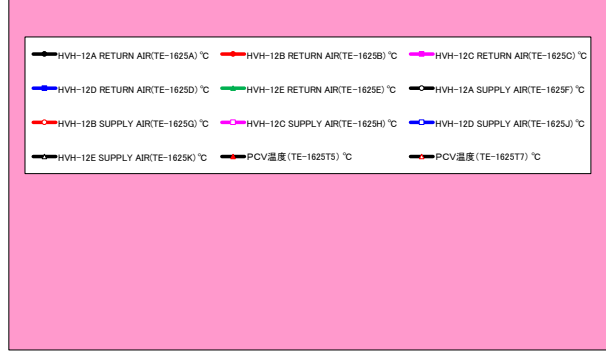 HVH-12A RETURN AIR(TE-1625A) ℃ HVH-12B RETURN AIR(TE-1625B) ℃ HVH-12C RETURN AIR(TE-1625C) ℃
HVH-12D RETURN AIR(TE-1625D) ℃ HVH-12E RETURN AIR(TE-1625E) ℃ HVH-12A SUPPLY AIR(TE-1625F) ℃
HVH-12B SUPPLY AIR(TE-1625G) ℃ HVH-12C SUPPLY AIR(TE-1625H) ℃ HVH-12D SUPPLY AIR(TE-1625J) ℃
HVH-12E SUPPLY AIR(TE-1625K) ℃ PCV温度(TE-1625T5) ℃ PCV温度(TE-1625T7) ℃